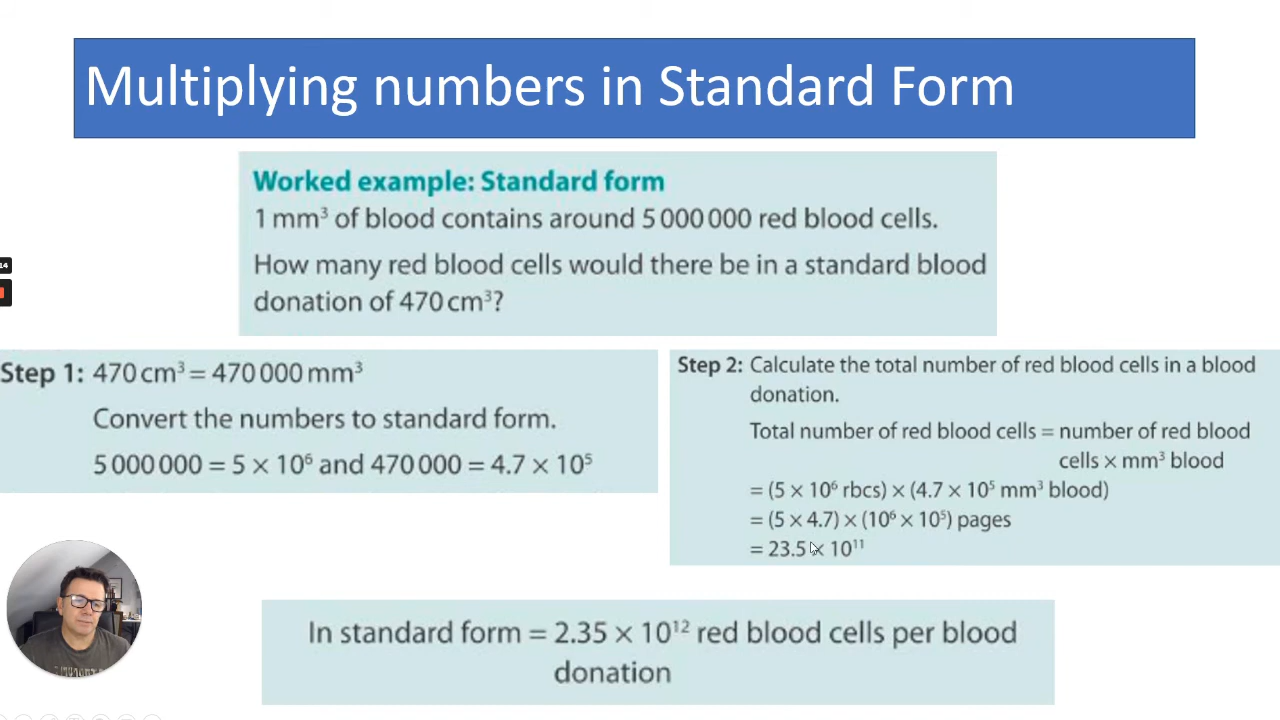 Multiplying numbers in Standard Form
Worked example: Standard form
1 mm³ of blood contains around 5 000 000 red blood cells.
How many red blood cells would there be in a standard blood
donation of 470 cm³?
Step 1: 470 cm³ = 470 000 mm³
Convert the numbers to standard form.
5 000 000 = 5 × 10⁶ and 470 000 = 4.7 × 10⁵
Step 2: Calculate the total number of red blood cells in a blood
donation.
Total number of red blood cells = number of red blood
cells × mm³ blood
= (5 × 10⁶ rbcs) × (4.7 × 10⁵ mm³ blood)
= (5 × 4.7) × (10⁶ × 10⁵) pages
= 23.5 × 10¹¹
In standard form = 2.35 × 10¹² red blood cells per blood
donation
14